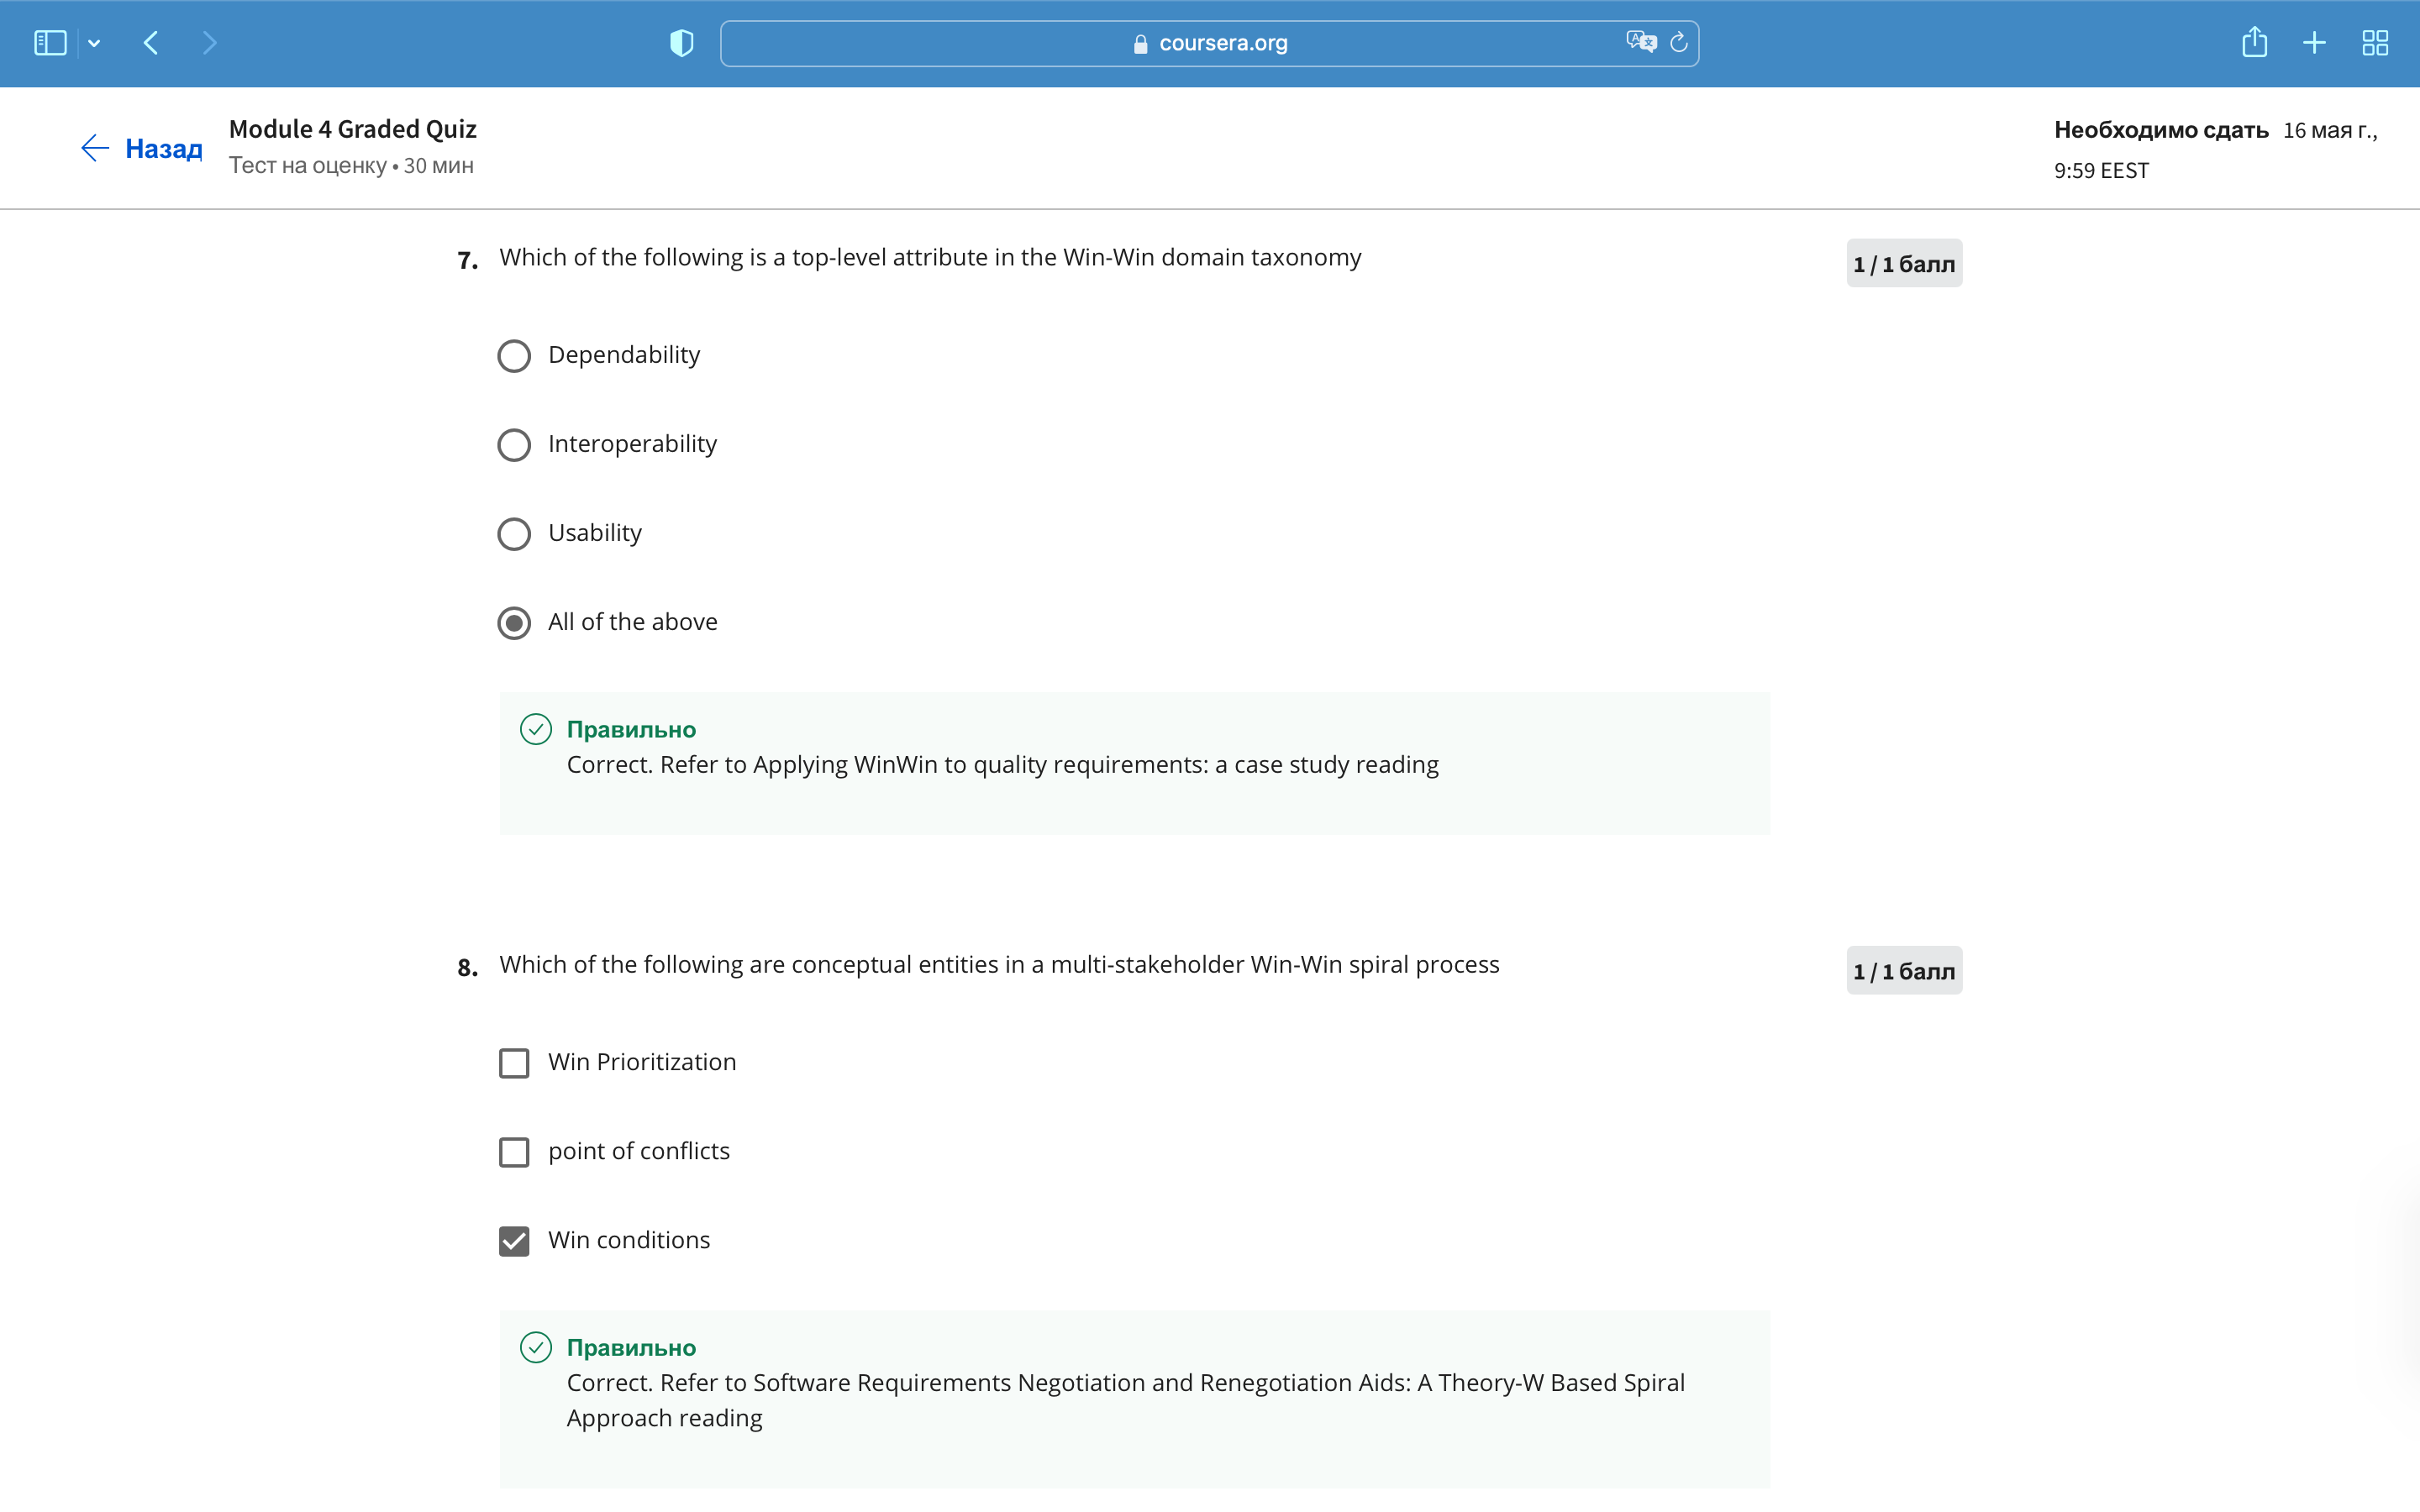 coursera.org
Назад
Module 4 Graded Quiz
Тест на оценку • 30 мин
Необходимо сдать 16 мая г.,
9:59 EEST
7. Which of the following is a top-level attribute in the Win-Win domain taxonomy
1 / 1 балл
Dependability
Interoperability
Usability
All of the above
Правильно
Correct. Refer to Applying WinWin to quality requirements: a case study reading
8. Which of the following are conceptual entities in a multi-stakeholder Win-Win spiral process
1 / 1 балл
Win Prioritization
point of conflicts
Win conditions
Правильно
Correct. Refer to Software Requirements Negotiation and Renegotiation Aids: A Theory-W Based Spiral
Approach reading